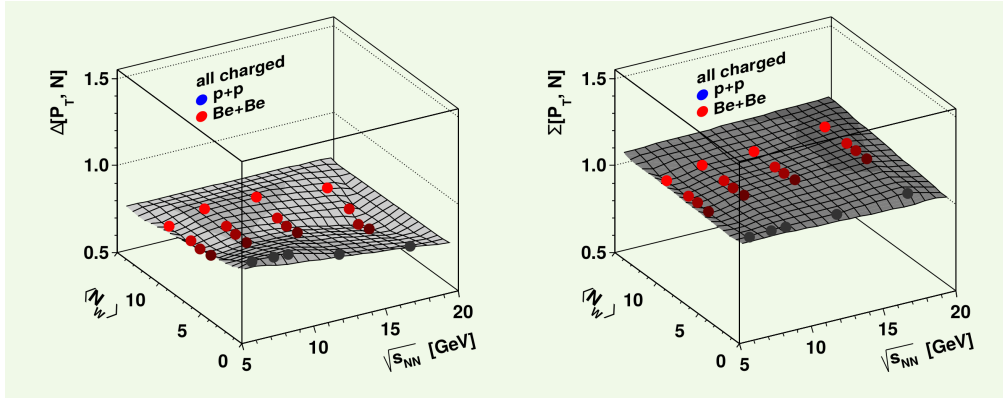 Δ[P_T, N]
1.5
1.0
0.5
all charged
p+p
Be+Be
⟨N_W⟩
10
5
0
5
10
15
20
√s_NN [GeV]
Σ[P_T, N]
1.5
1.0
0.5
all charged
p+p
Be+Be
⟨N_W⟩
10
5
0
5
10
15
20
√s_NN [GeV]